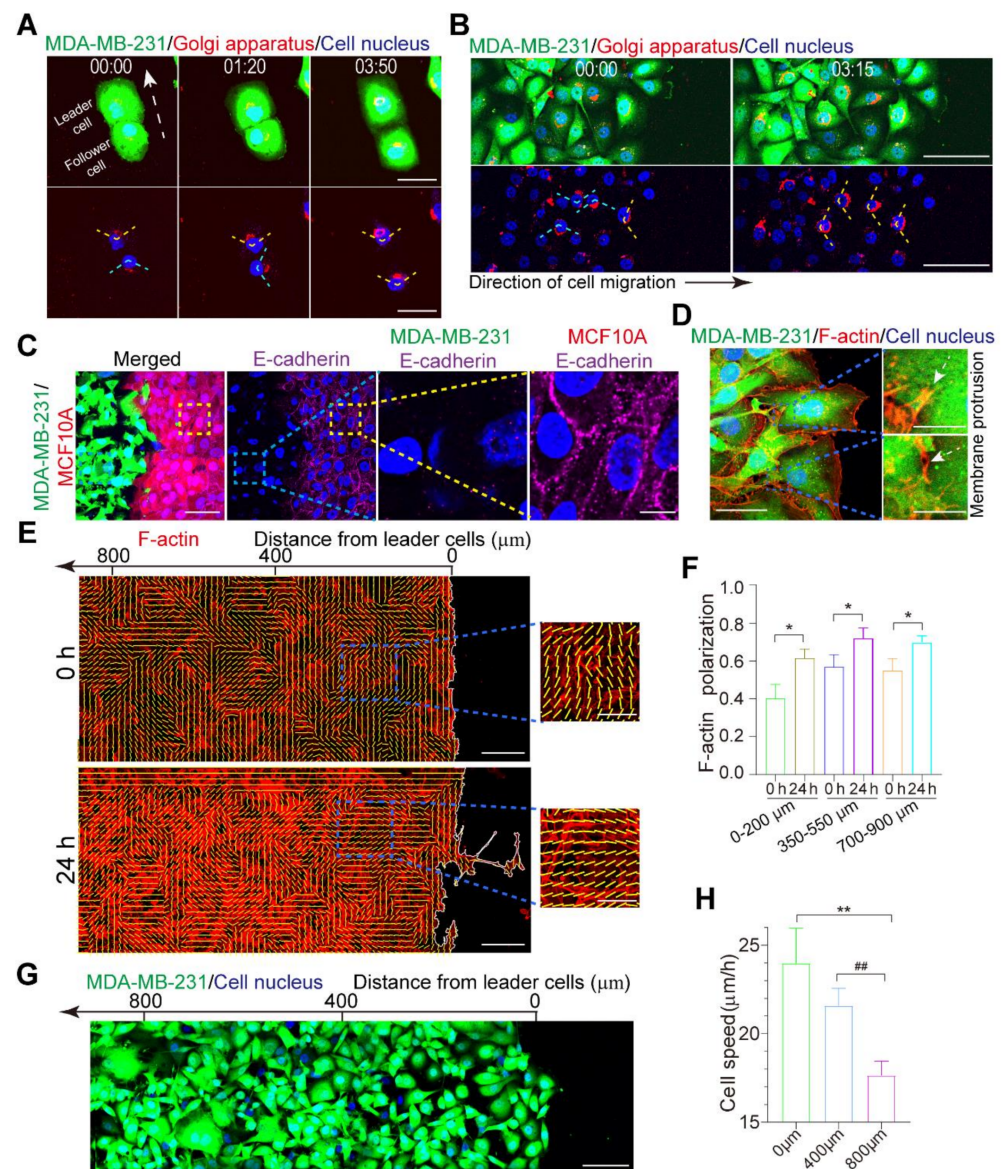 A
MDA-MB-231/Golgi apparatus/Cell nucleus
00:00
01:20
03:50
Leader cell
Follower cell
B
MDA-MB-231/Golgi apparatus/Cell nucleus
00:00
03:15
Direction of cell migration
C
MDA-MB-231/
MCF10A
Merged
E-cadherin
MDA-MB-231
E-cadherin
MCF10A
E-cadherin
D
MDA-MB-231/F-actin/Cell nucleus
Membrane protrusion
E
F-actin
Distance from leader cells (μm)
800
400
0
0 h
24 h
F
F-actin polarization
1.0
0.8
0.6
0.4
0.2
0.0
*
*
*
0 h 24 h 0 h 24 h 0 h 24 h
0-200 μm
350-550 μm
700-900 μm
G
MDA-MB-231/Cell nucleus
Distance from leader cells (μm)
800
400
0
H
Cell speed (μm/h)
25
20
15
**
##
0μm
400μm
800μm